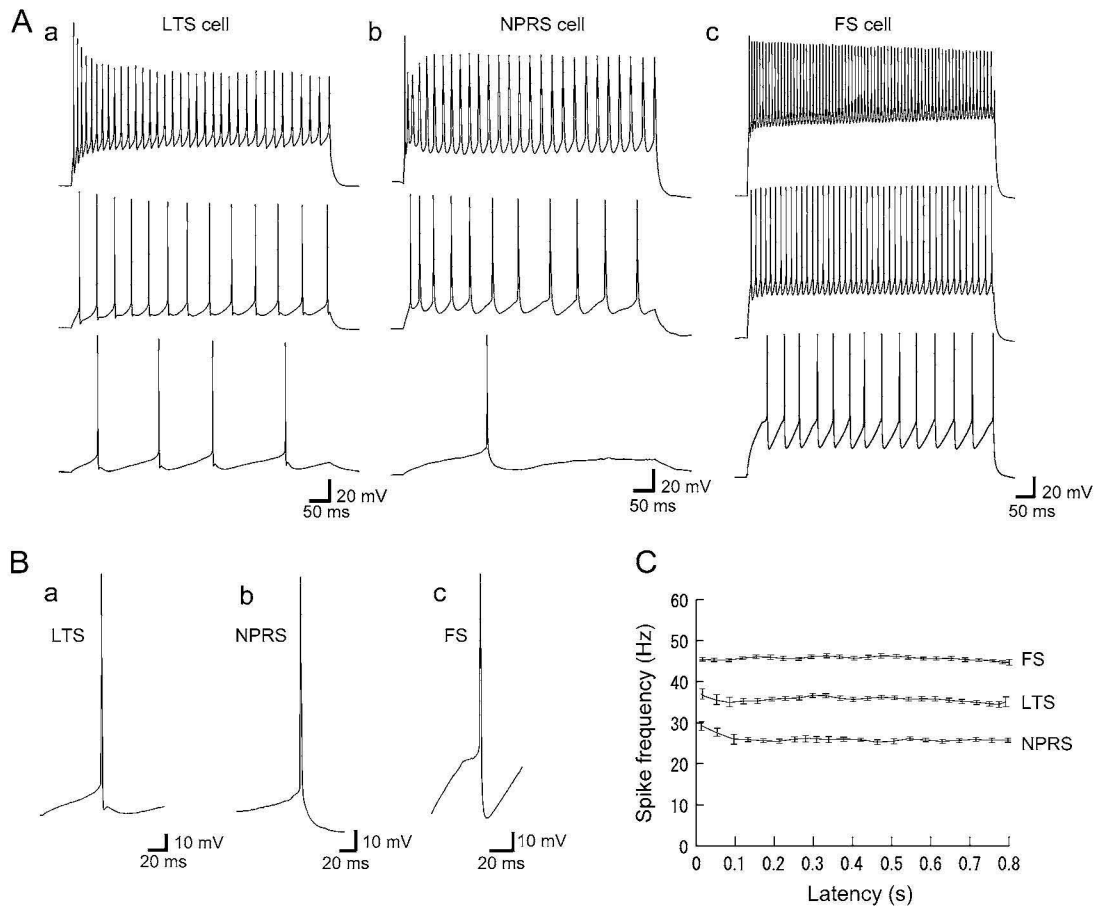 A
a
LTS cell
b
NPRS cell
c
FS cell
20 mV
50 ms
20 mV
50 ms
20 mV
50 ms
B
a
LTS
b
NPRS
c
FS
10 mV
20 ms
10 mV
20 ms
10 mV
20 ms
C
Spike frequency (Hz)
60
50
40
30
20
10
0
FS
LTS
NPRS
0 0.1 0.2 0.3 0.4 0.5 0.6 0.7 0.8
Latency (s)